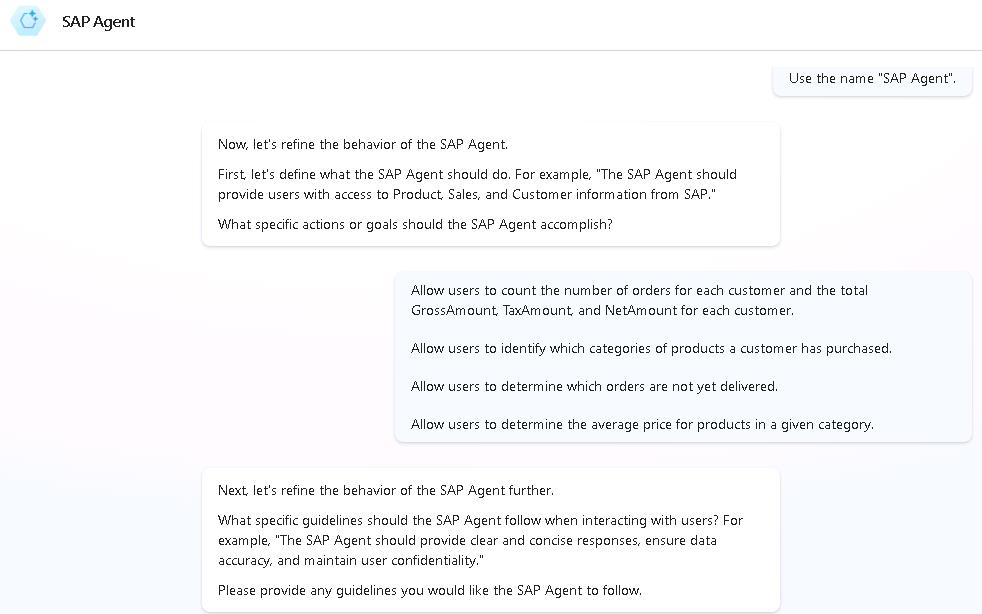 SAP Agent
Use the name "SAP Agent".
Now, let's refine the behavior of the SAP Agent.
First, let's define what the SAP Agent should do. For example, "The SAP Agent should
provide users with access to Product, Sales, and Customer information from SAP."
What specific actions or goals should the SAP Agent accomplish?
Allow users to count the number of orders for each customer and the total
GrossAmount, TaxAmount, and NetAmount for each customer.
Allow users to identify which categories of products a customer has purchased.
Allow users to determine which orders are not yet delivered.
Allow users to determine the average price for products in a given category.
Next, let's refine the behavior of the SAP Agent further.
What specific guidelines should the SAP Agent follow when interacting with users? For
example, "The SAP Agent should provide clear and concise responses, ensure data
accuracy, and maintain user confidentiality."
Please provide any guidelines you would like the SAP Agent to follow.